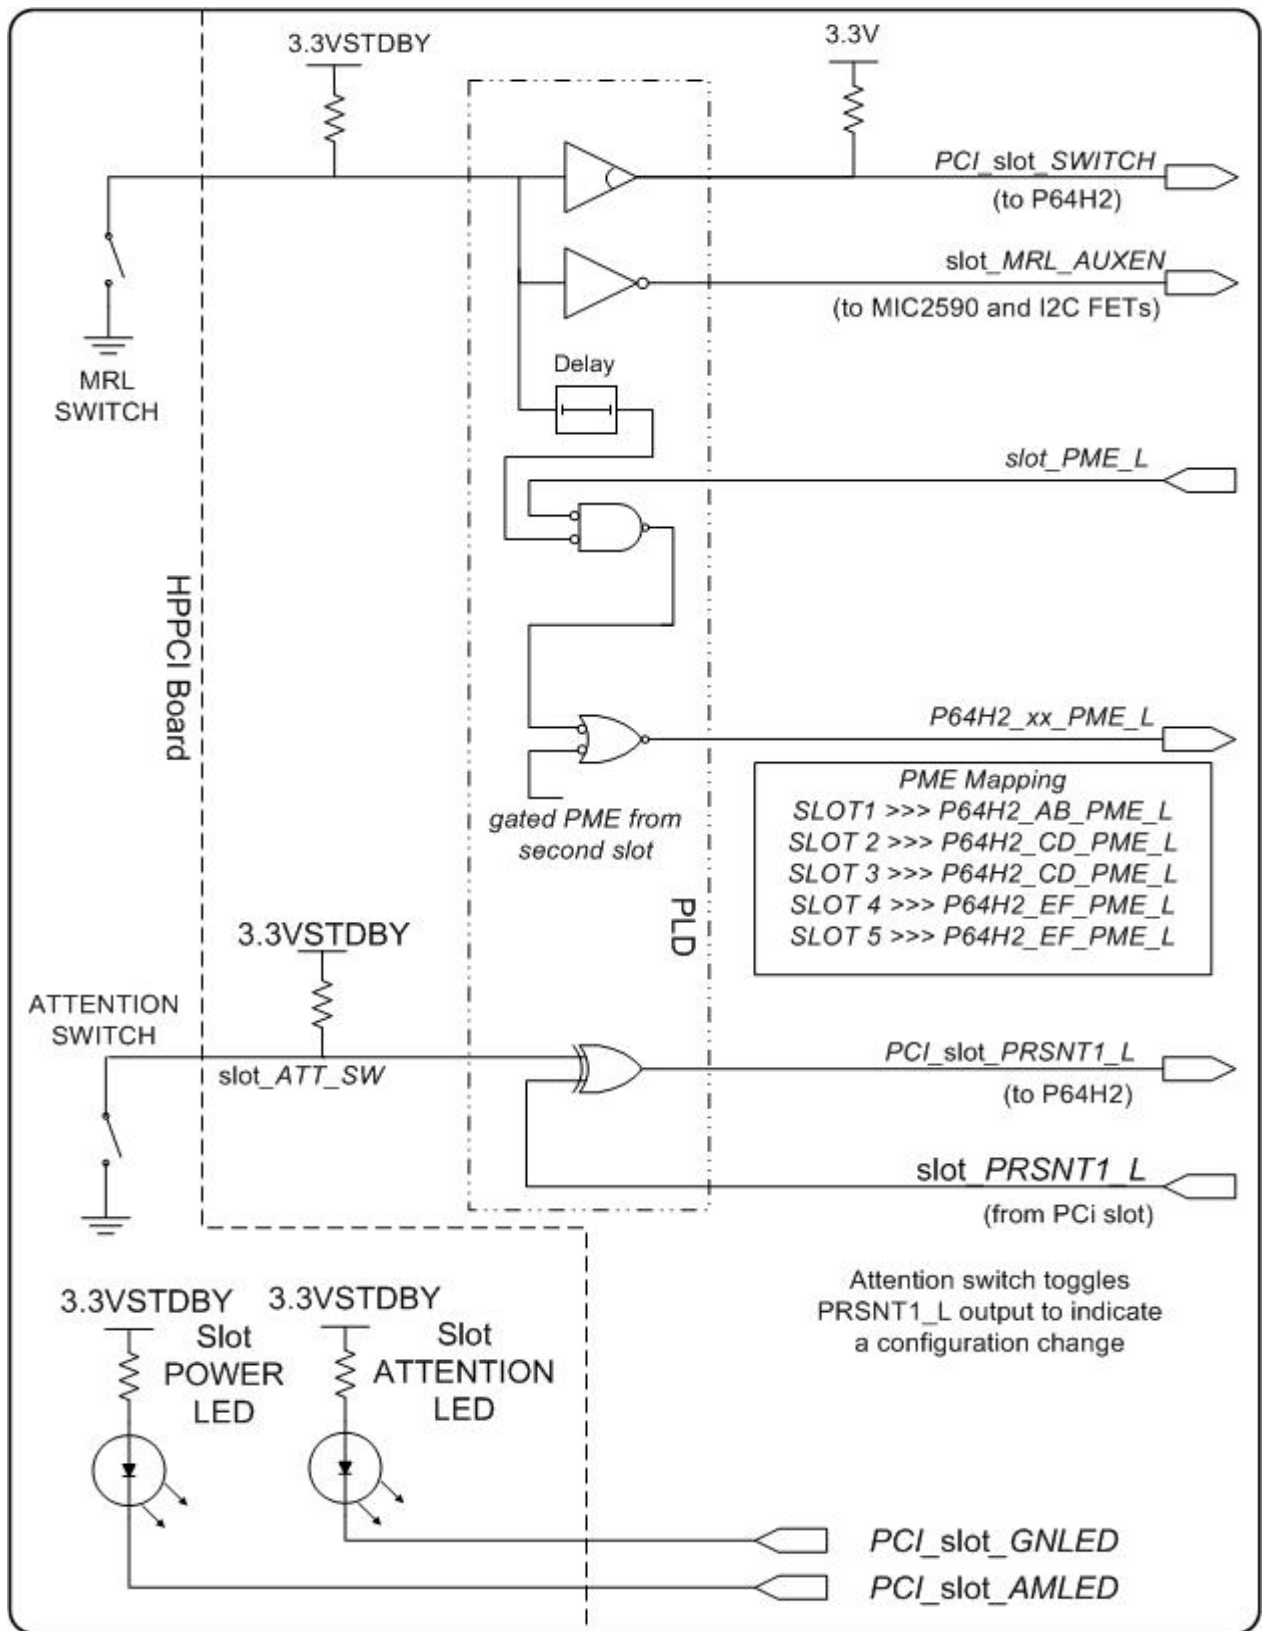 3.3VSTDBY
3.3V
PCI_slot_SWITCH
(to P64H2)
slot_MRL_AUXEN
(to MIC2590 and I2C FETs)
MRL
SWITCH
Delay
slot_PME_L
HPPCI Board
P64H2_xx_PME_L
gated PME from
second slot
PME Mapping
SLOT1 >>> P64H2_AB_PME_L
SLOT 2 >>> P64H2_CD_PME_L
SLOT 3 >>> P64H2_CD_PME_L
SLOT 4 >>> P64H2_EF_PME_L
SLOT 5 >>> P64H2_EF_PME_L
PLD
3.3VSTDBY
ATTENTION
SWITCH
slot_ATT_SW
PCI_slot_PRSNT1_L
(to P64H2)
slot_PRSNT1_L
(from PCi slot)
Attention switch toggles
PRSNT1_L output to indicate
a configuration change
3.3VSTDBY
Slot
POWER
LED
3.3VSTDBY
Slot
ATTENTION
LED
PCI_slot_GNLED
PCI_slot_AMLED